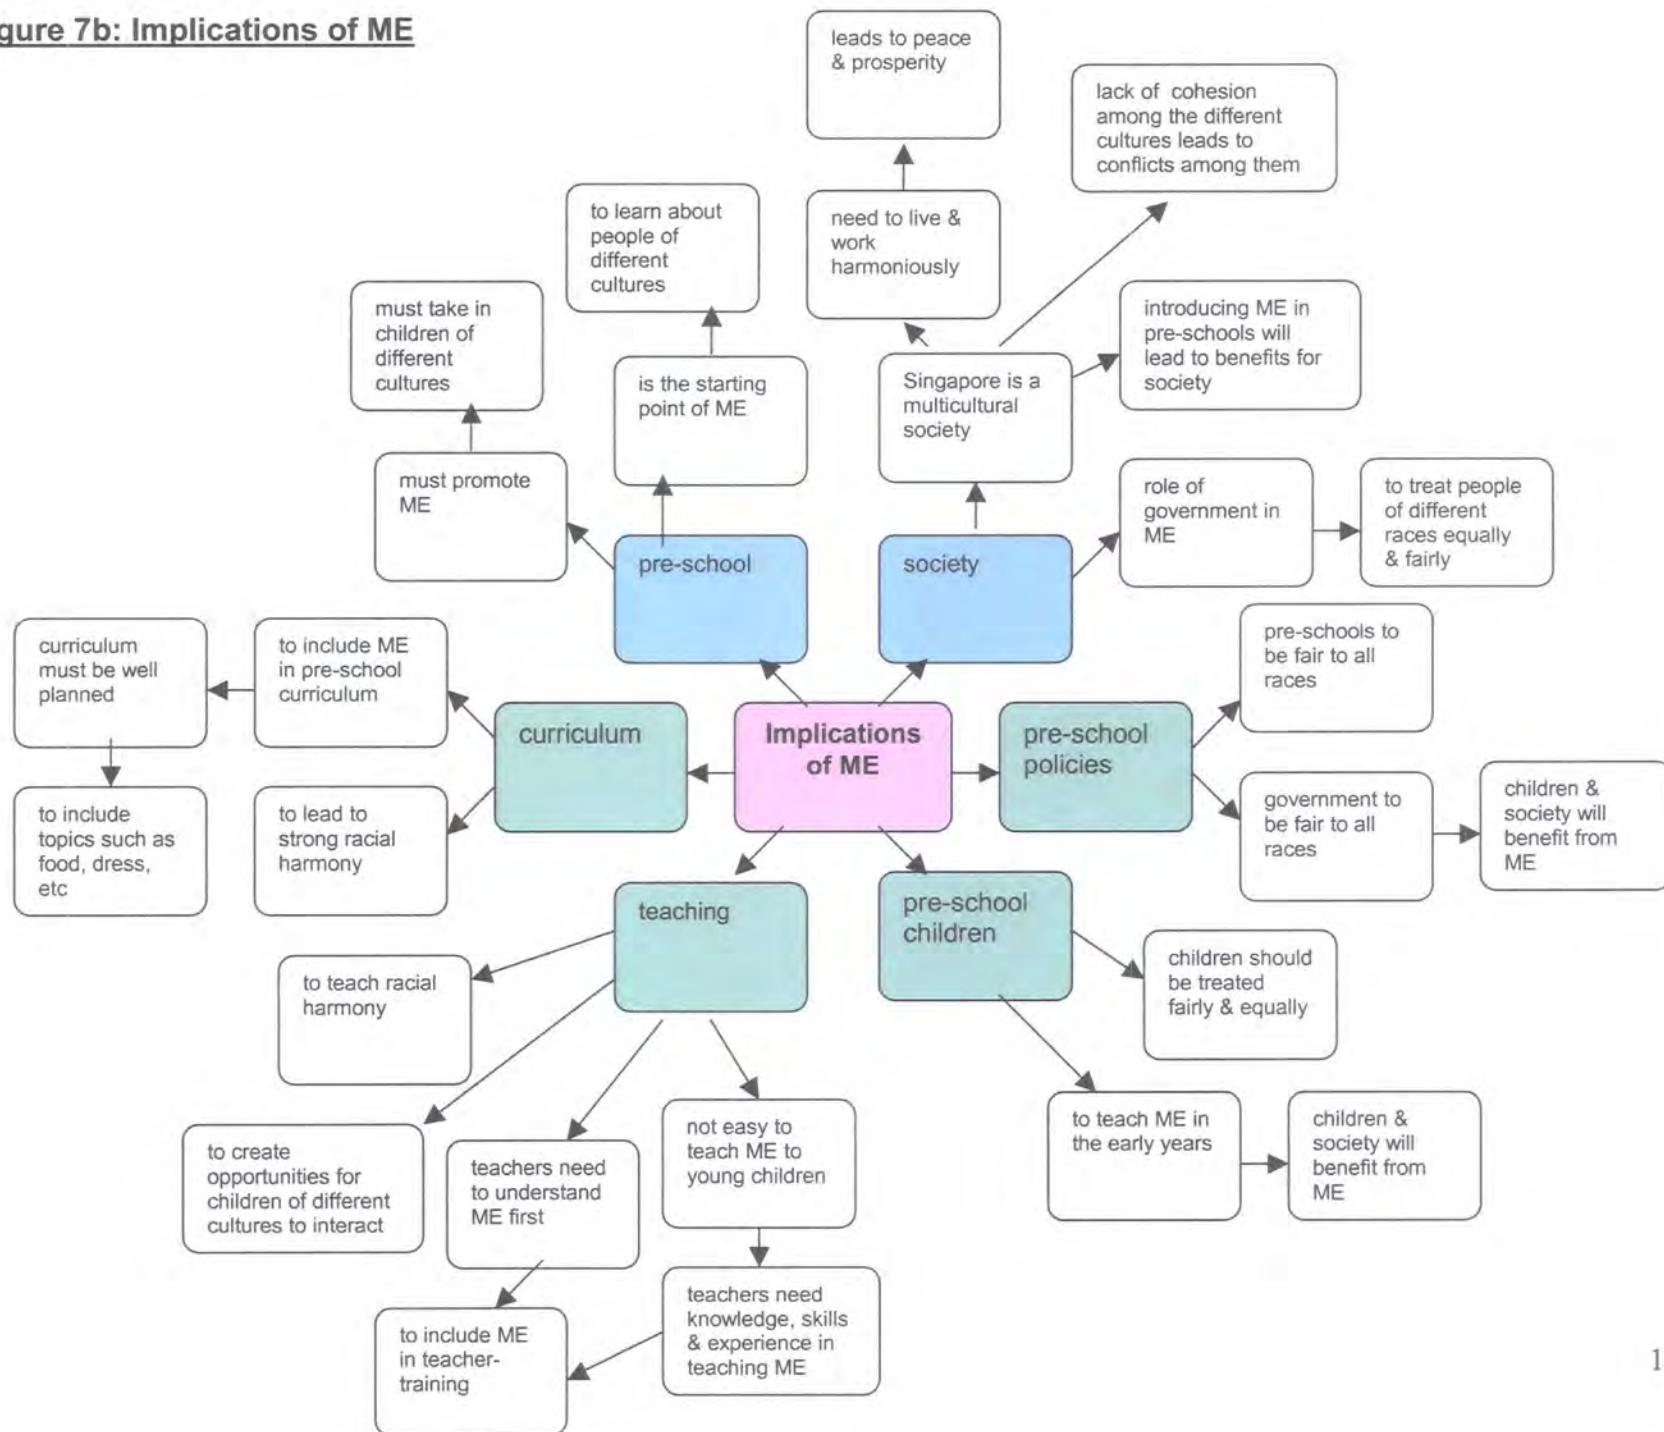 gure 7b: Implications of ME
leads to peace
& prosperity
lack of cohesion
among the different
cultures leads to
conflicts among them
to learn about
people of
different
cultures
need to live &
work
harmoniously
must take in
children of
different
cultures
introducing ME in
pre-schools will
lead to benefits for
society
is the starting
point of ME
Singapore is a
multicultural
society
must promote
ME
role of
government in
ME
to treat people
of different
races equally
& fairly
pre-school
society
curriculum
must be well
planned
to include ME
in pre-school
curriculum
pre-schools to
be fair to all
races
curriculum
Implications
of ME
pre-school
policies
to include
topics such as
food, dress,
etc
to lead to
strong racial
harmony
government to
be fair to all
races
children &
society will
benefit from
ME
teaching
pre-school
children
to teach racial
harmony
children should
be treated
fairly & equally
to create
opportunities for
children of different
cultures to interact
teachers need
to understand
ME first
not easy to
teach ME to
young children
to teach ME in
the early years
children &
society will
benefit from
ME
to include ME
in teacher-
training
teachers need
knowledge, skills
& experience in
teaching ME
1